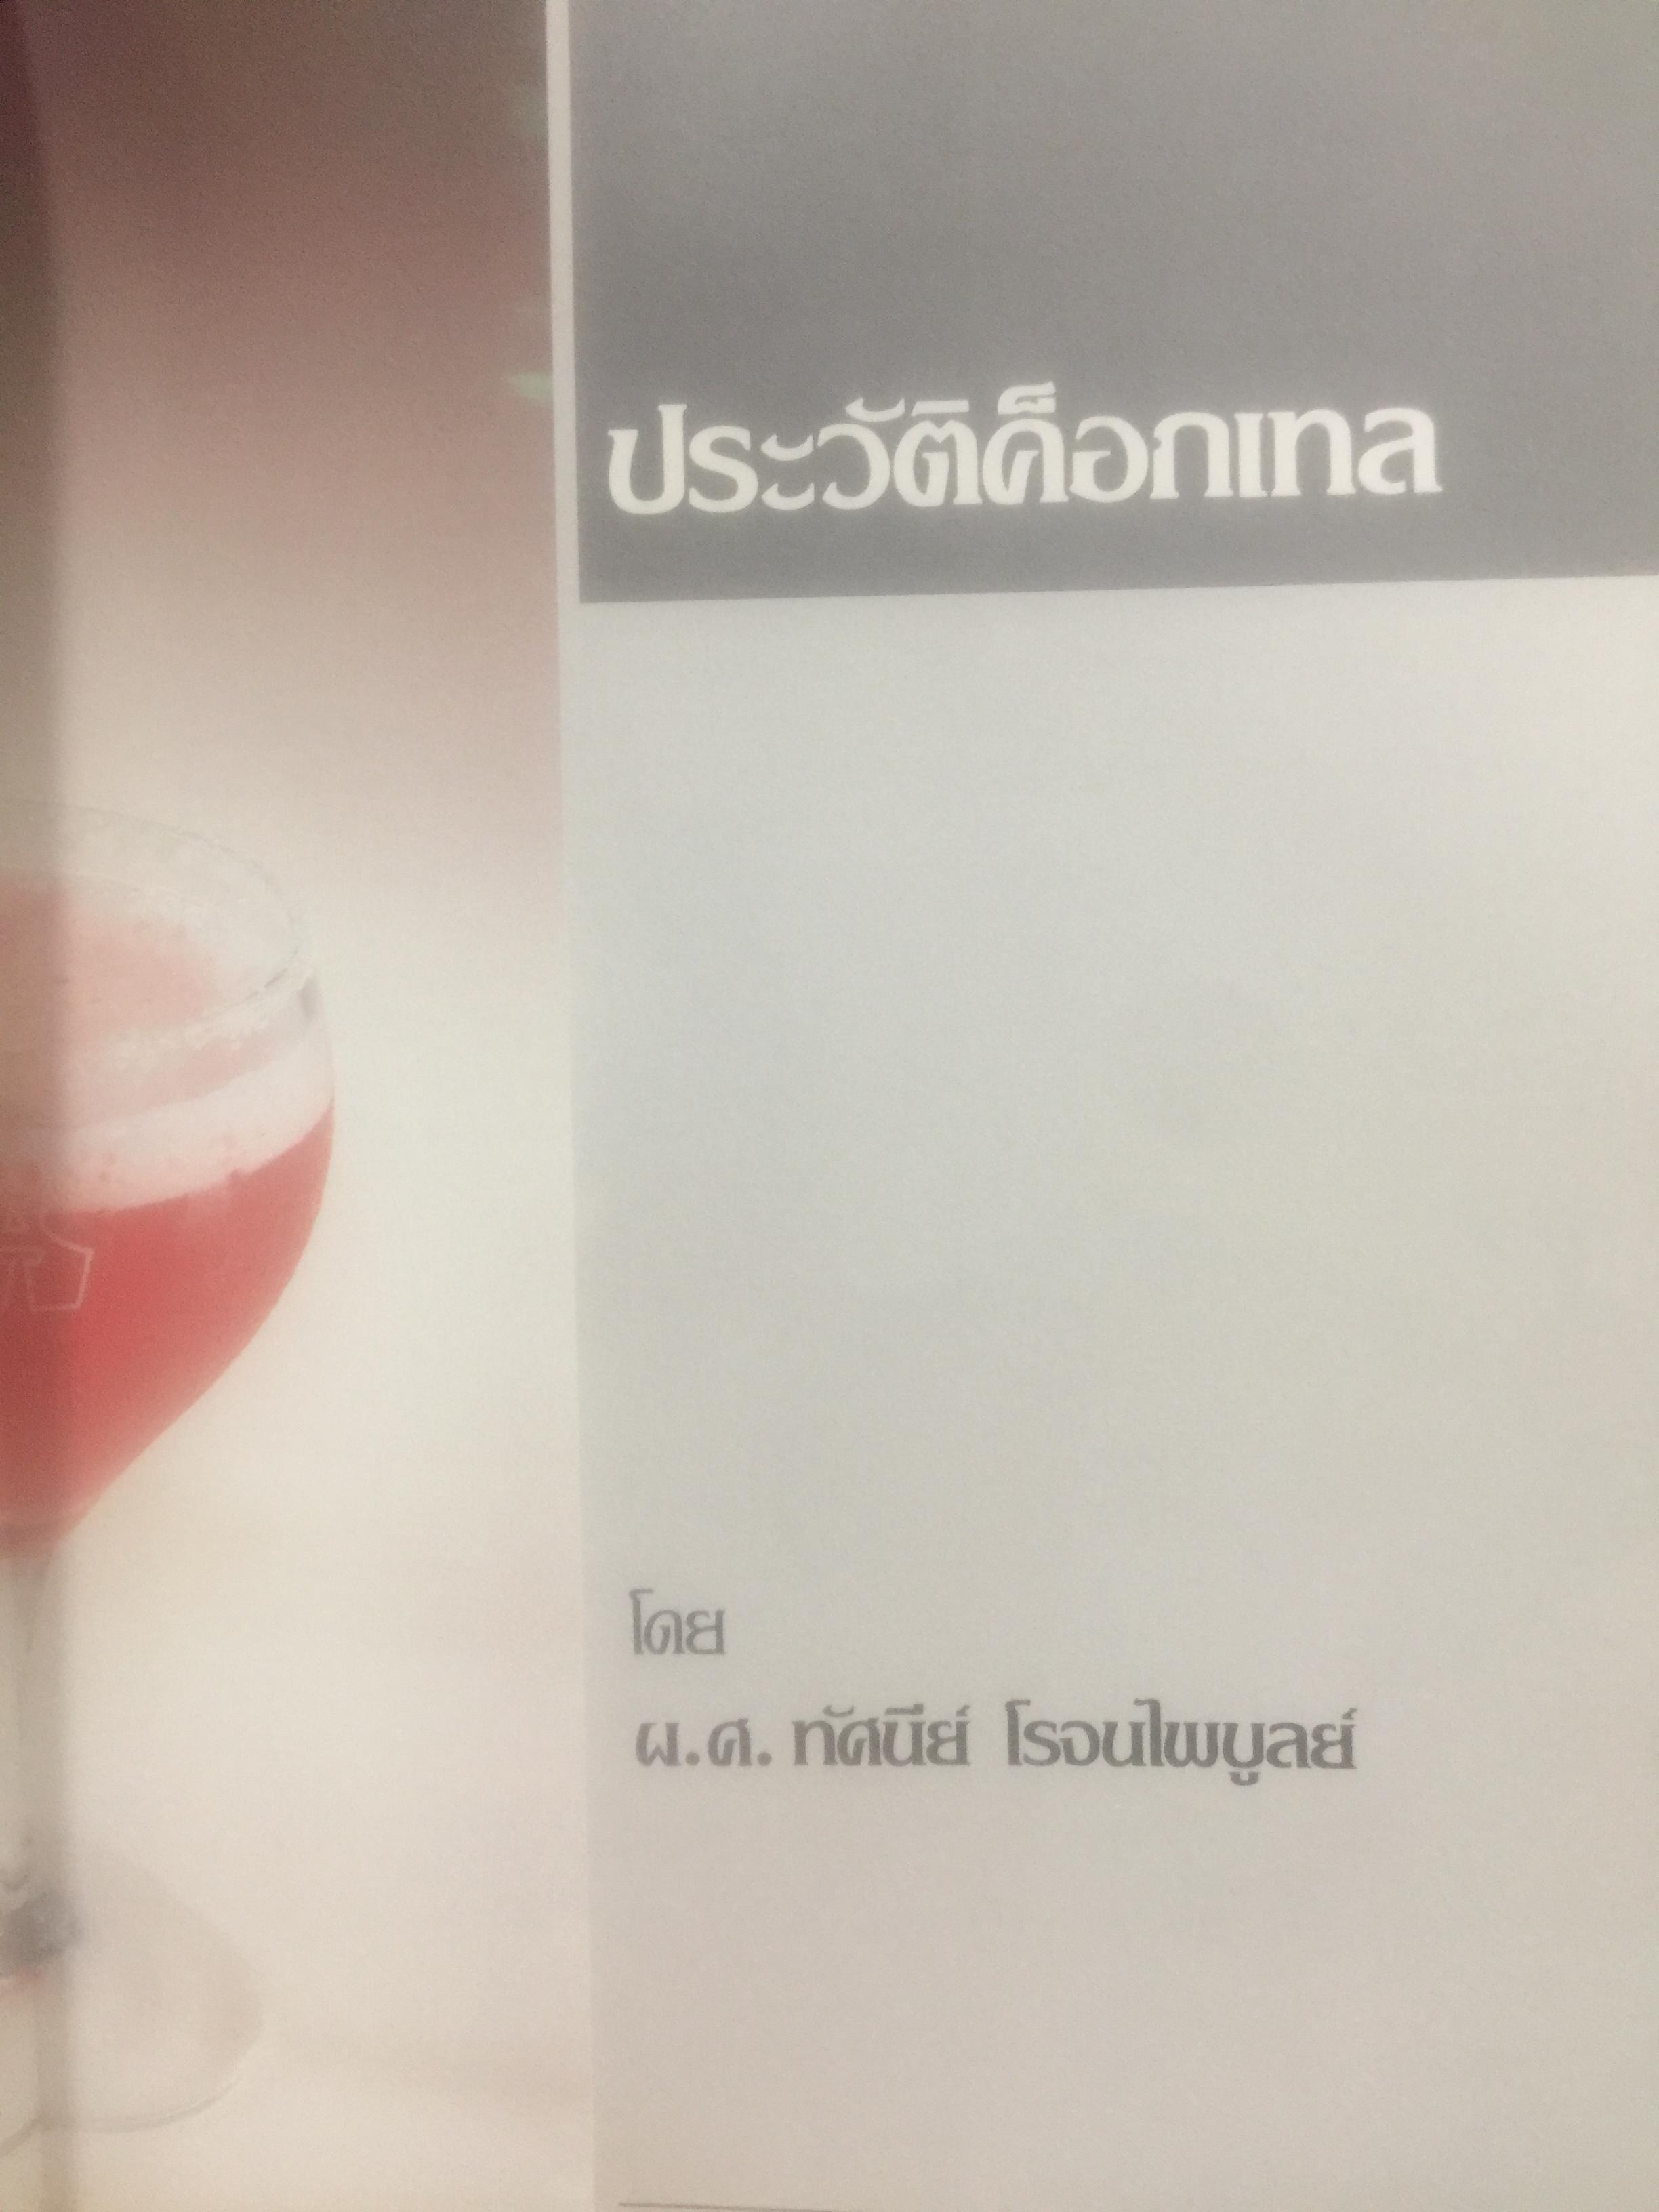 ประวัติค็อกเทล
โดย
ผ.ศ. ทัศนีย์ โรจนไพบูลย์